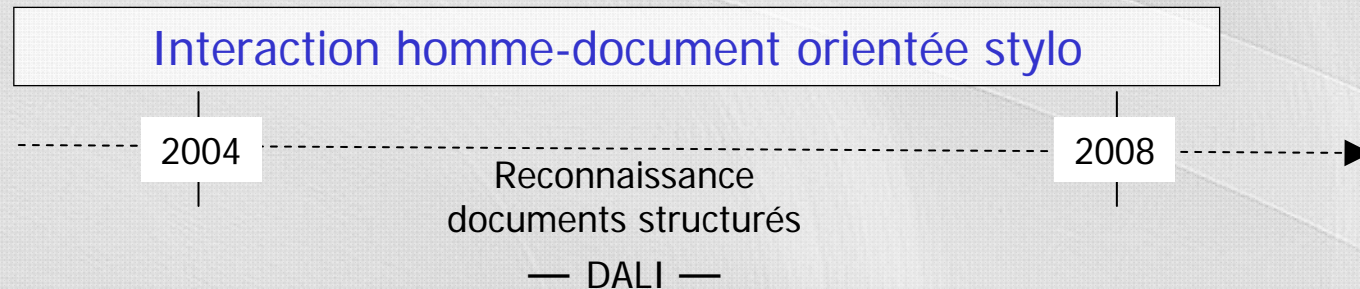 Interaction homme-document orientée stylo
2004
2008
Reconnaissance
documents structurés
— DALI —